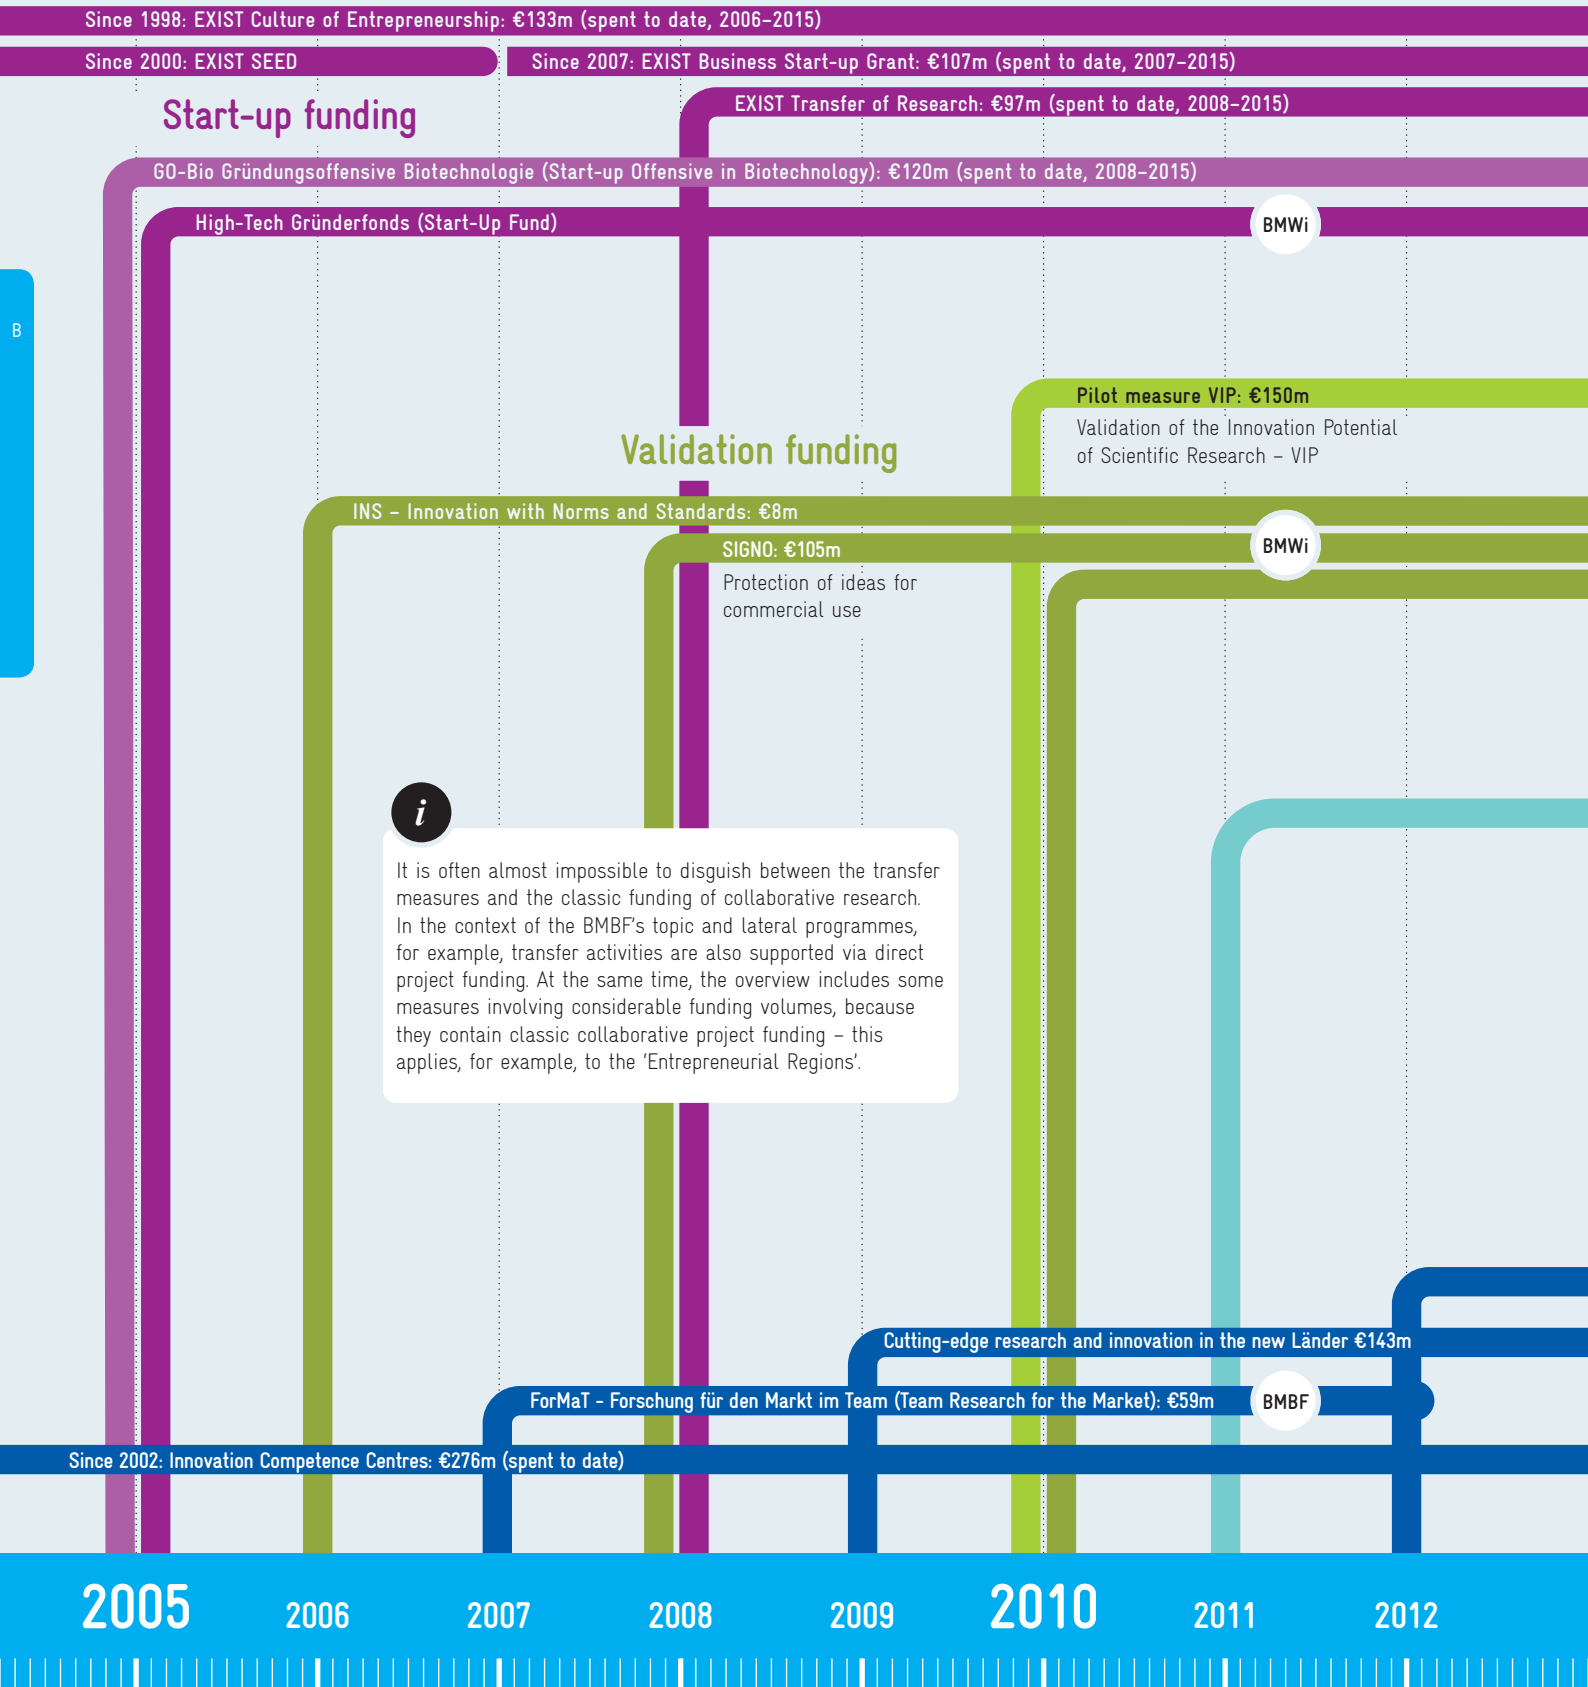 Since 1998: EXIST Culture of Entrepreneurship: €133m (spent to date, 2006–2015)
Since 2000: EXIST SEED
Since 2007: EXIST Business Start-up Grant: €107m (spent to date, 2007–2015)
Start-up funding
EXIST Transfer of Research: €97m (spent to date, 2008–2015)
GO-Bio Gründungsoffensive Biotechnologie (Start-up Offensive in Biotechnology): €120m (spent to date, 2008–2015)
High-Tech Gründerfonds (Start-Up Fund)
BMWi
B
Pilot measure VIP: €150m
Validation of the Innovation Potential
of Scientific Research – VIP
Validation funding
INS – Innovation with Norms and Standards: €8m
SIGNO: €105m
BMWi
Protection of ideas for
commercial use
i
It is often almost impossible to disguish between the transfer
measures and the classic funding of collaborative research.
In the context of the BMBF's topic and lateral programmes,
for example, transfer activities are also supported via direct
project funding. At the same time, the overview includes some
measures involving considerable funding volumes, because
they contain classic collaborative project funding – this
applies, for example, to the 'Entrepreneurial Regions'.
Cutting-edge research and innovation in the new Länder €143m
ForMaT - Forschung für den Markt im Team (Team Research for the Market): €59m
BMBF
Since 2002: Innovation Competence Centres: €276m (spent to date)
2005
2006
2007
2008
2009
2010
2011
2012